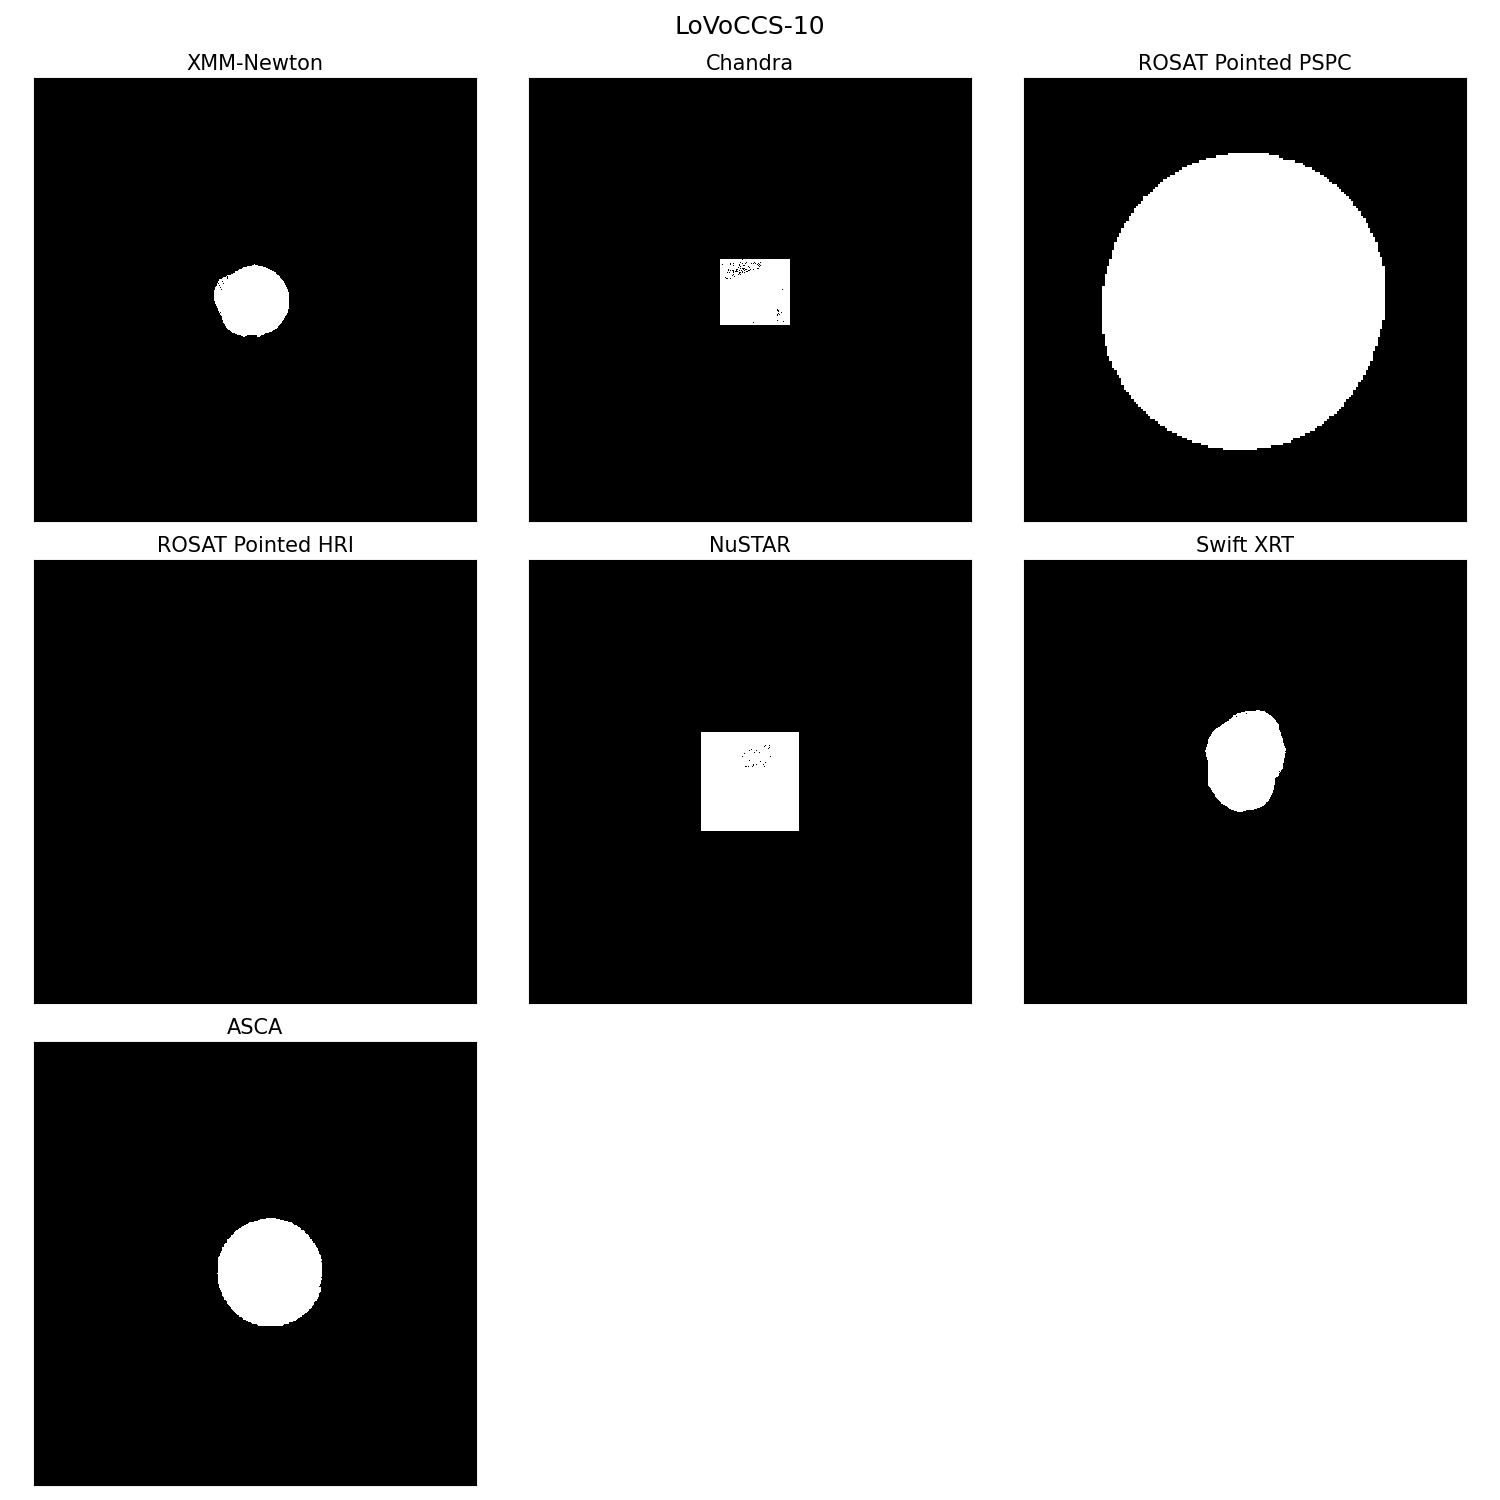 LoVoCCS-10
XMM-Newton
Chandra
ROSAT Pointed PSPC
ROSAT Pointed HRI
NuSTAR
Swift XRT
ASCA